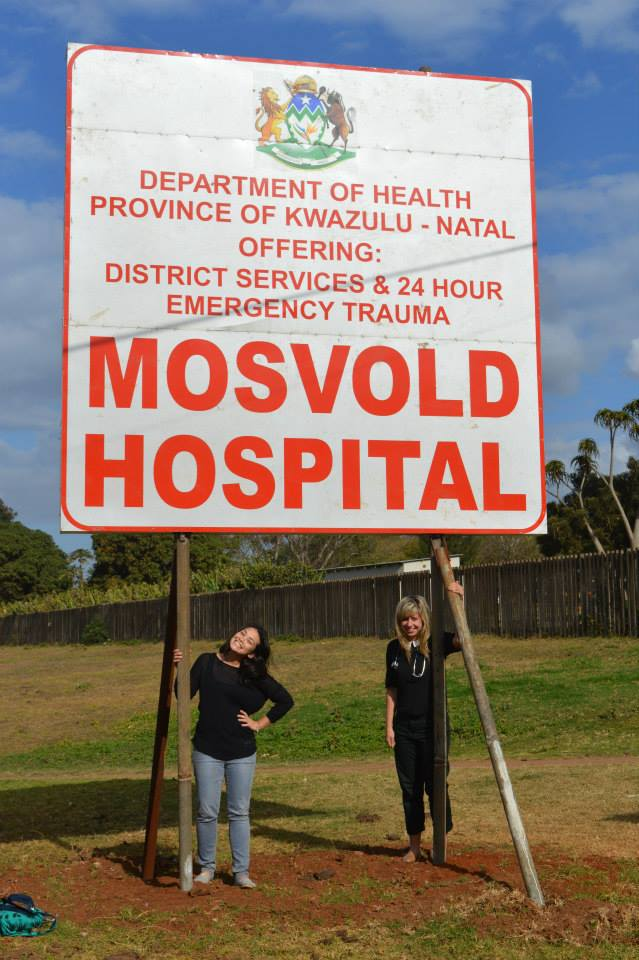 DEPARTMENT OF HEALTH
PROVINCE OF KWAZULU - NATAL
OFFERING:
DISTRICT SERVICES & 24 HOUR
EMERGENCY TRAUMA
MOSVOLD
HOSPITAL